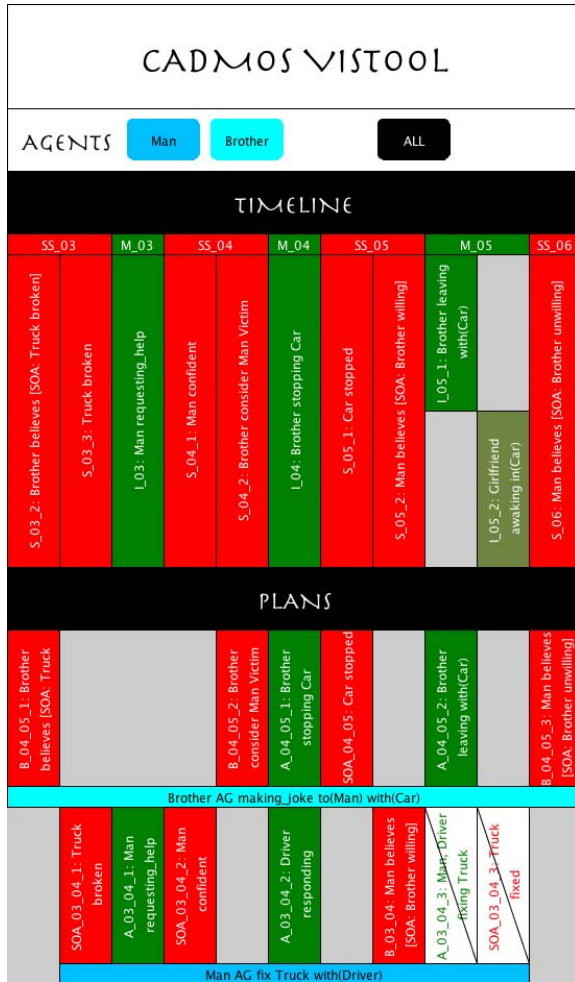 CADMOS VISTOOL
AGENTS
Man
Brother
ALL
TIMELINE
SS_03
M_03
SS_04
M_04
SS_05
M_05
SS_06
S_03_2: Brother believes [SOA: Truck broken]
S_03_3: Truck broken
I_03: Man requesting_help
S_04_1: Man confident
S_04_2: Brother consider Man Victim
I_04: Brother stopping Car
S_05_1: Car stopped
S_05_2: Man believes [SOA: Brother willing]
I_05_1: Brother leaving
with(Car)
I_05_2: Girlfriend
awaking in(Car)
S_06: Man believes [SOA: Brother unwilling]
PLANS
B_04_05_1: Brother
believes [SOA: Truck
B_04_05_2: Brother
consider Man Victim
A_04_05_1: Brother
stopping Car
SOA_04_05: Car stopped
A_04_05_2: Brother
leaving with(Car)
B_04_05_3: Man believes
[SOA: Brother unwilling]
Brother AG making_joke to(Man) with(Car)
SOA_03_04_1: Truck
broken
A_03_04_1: Man
requesting_help
SOA_03_04_2: Man
confident
A_03_04_2: Driver
responding
B_03_04: Man believes
[SOA: Brother willing]
A_03_04_3: Man, Driver
fixing Truck
SOA_03_04_3: Truck
fixed
Man AG fix Truck with(Driver)